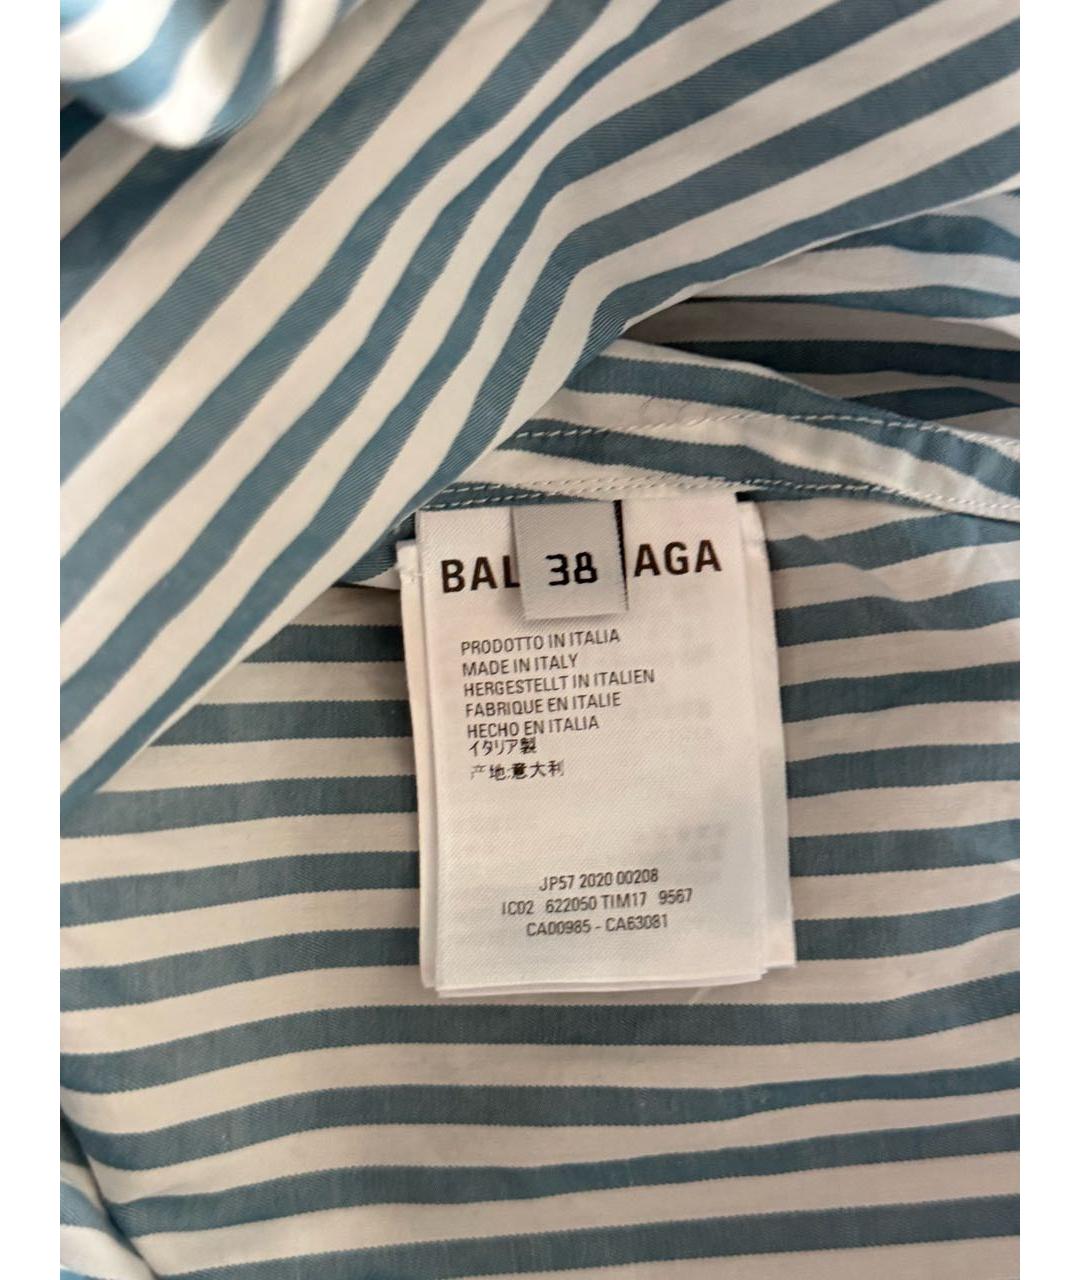 BAL 38 AGA
PRODOTTO IN ITALIA
MADE IN ITALY
HERGESTELLT IN ITALIEN
FABRIQUE EN ITALIE
HECHO EN ITALIA
イタリア製
产地:意大利
JP57 2020 00208
IC02 622050 TIM17 9567
CA00985 - CA63081